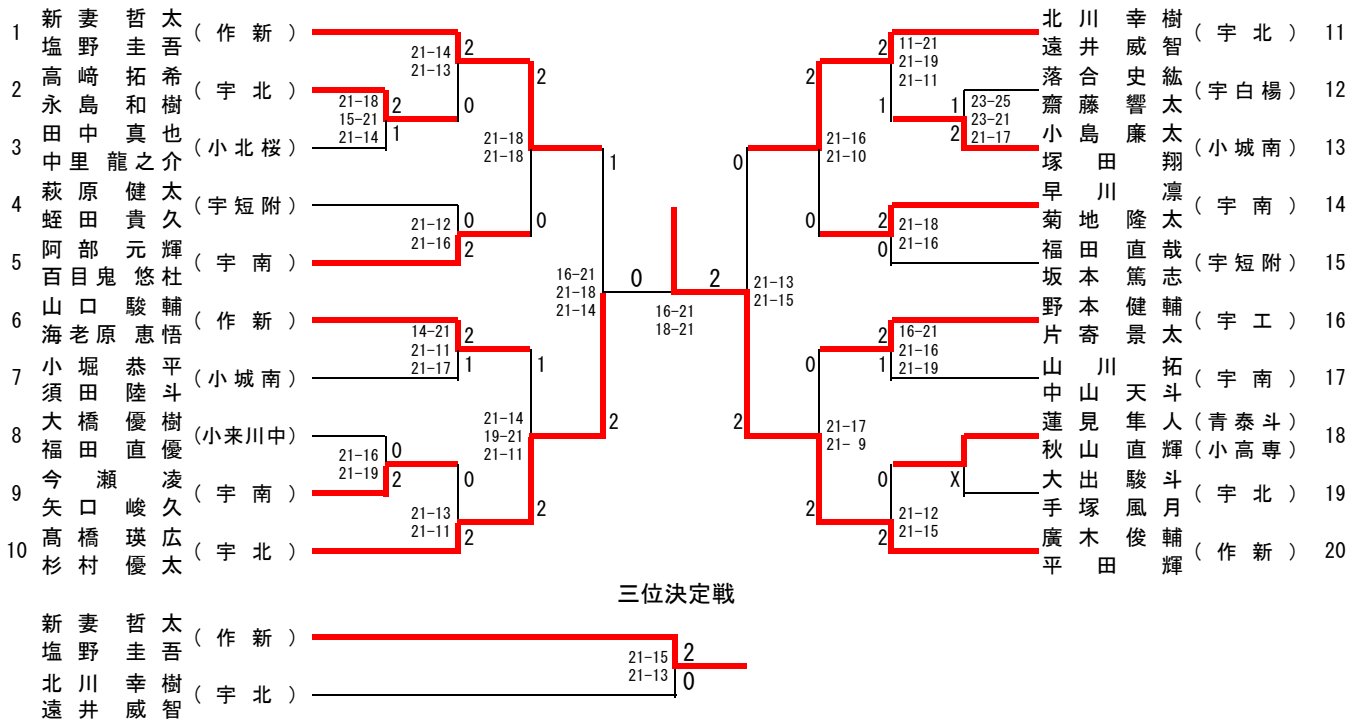 1 新妻哲太 (作新)
塩野圭吾
2 高﨑拓希 (宇北)
永島和樹
3 田中真也 (小北桜)
中里龍之介
4 萩原健太 (宇短附)
蛭田貴久
5 阿部元輝 (宇南)
百目鬼悠杜
6 山口駿輔 (作新)
海老原恵悟
7 小堀恭平 (小城南)
須田陸斗
8 大橋優樹 (小来川中)
福田直優
9 今瀬凌 (宇南)
矢口峻久
10 髙橋瑛広 (宇北)
杉村優太
21-14 2
21-13
0
21-18 2
15-21
21-14 1
2
21-18
21-18
0
21-12 0
21-16 2
1
16-21
21-18
21-14
2
14-21 2
21-11
21-17 1
1
21-14
19-21
21-11
2
21-16 0
21-19 2
0
21-13
21-11 2
0 2
16-21
18-21
北川幸樹 (宇北) 11
遠井威智
落合史紘 (宇白楊) 12
齋藤響太
小島廉太 (小城南) 13
塚田翔
早川凛 (宇南) 14
菊地隆太
福田直哉 (宇短附) 15
坂本篤志
野本健輔 (宇工) 16
片寄景太
山川拓 (宇南) 17
中山天斗
蓮見隼人 (青泰斗) 18
秋山直輝 (小高専)
大出駿斗 (宇北) 19
手塚風月
廣木俊輔 (作新) 20
平田輝
2 11-21
21-19
21-11
1
1 23-25
23-21
2 21-17
2
21-16
21-10
0
2 21-18
0 21-16
0
21-13
21-15
2
2 16-21
21-16
1 21-19
0
21-17
21- 9
2
X
0
21-12
2 21-15
三位決定戦
新妻哲太 (作新)
塩野圭吾
21-15 2
21-13 0
北川幸樹 (宇北)
遠井威智